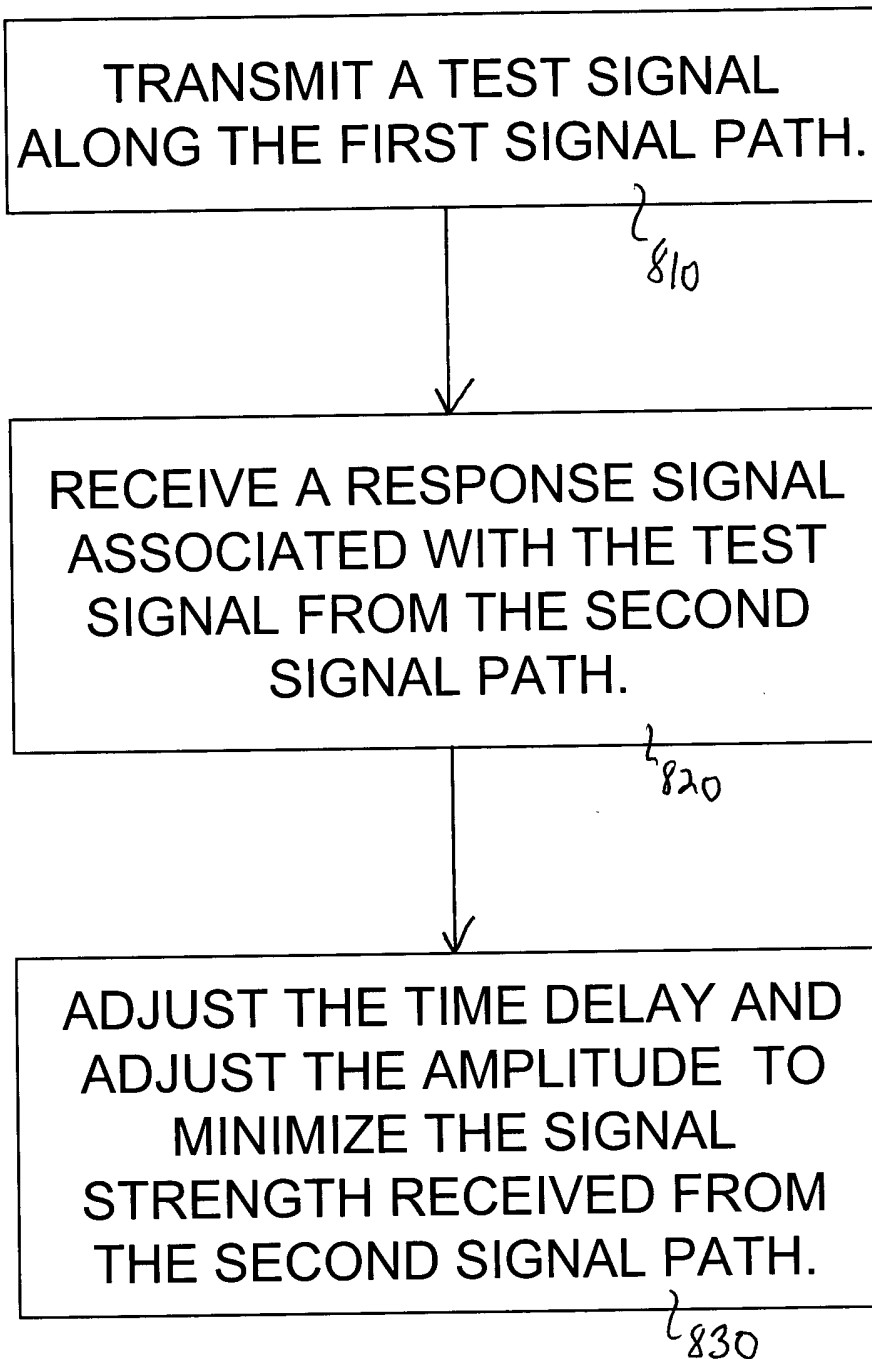 TRANSMIT A TEST SIGNAL
ALONG THE FIRST SIGNAL PATH.
810
RECEIVE A RESPONSE SIGNAL
ASSOCIATED WITH THE TEST
SIGNAL FROM THE SECOND
SIGNAL PATH.
820
ADJUST THE TIME DELAY AND
ADJUST THE AMPLITUDE TO
MINIMIZE THE SIGNAL
STRENGTH RECEIVED FROM
THE SECOND SIGNAL PATH.
830